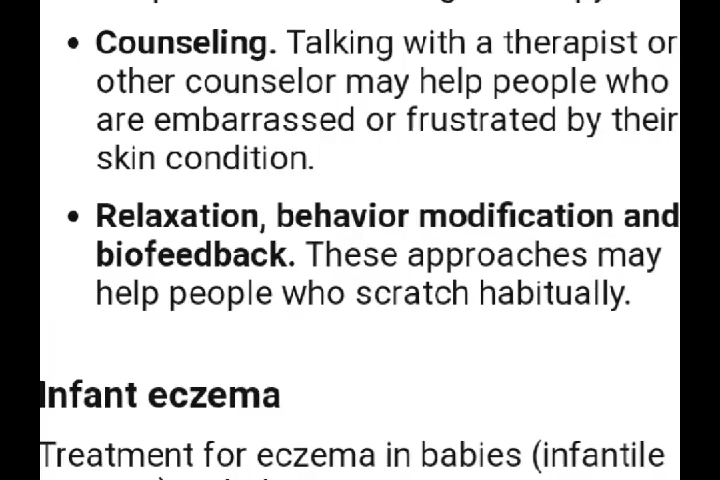 • Counseling. Talking with a therapist or
other counselor may help people who
are embarrassed or frustrated by their
skin condition.
• Relaxation, behavior modification and
biofeedback. These approaches may
help people who scratch habitually.
Infant eczema
Treatment for eczema in babies (infantile